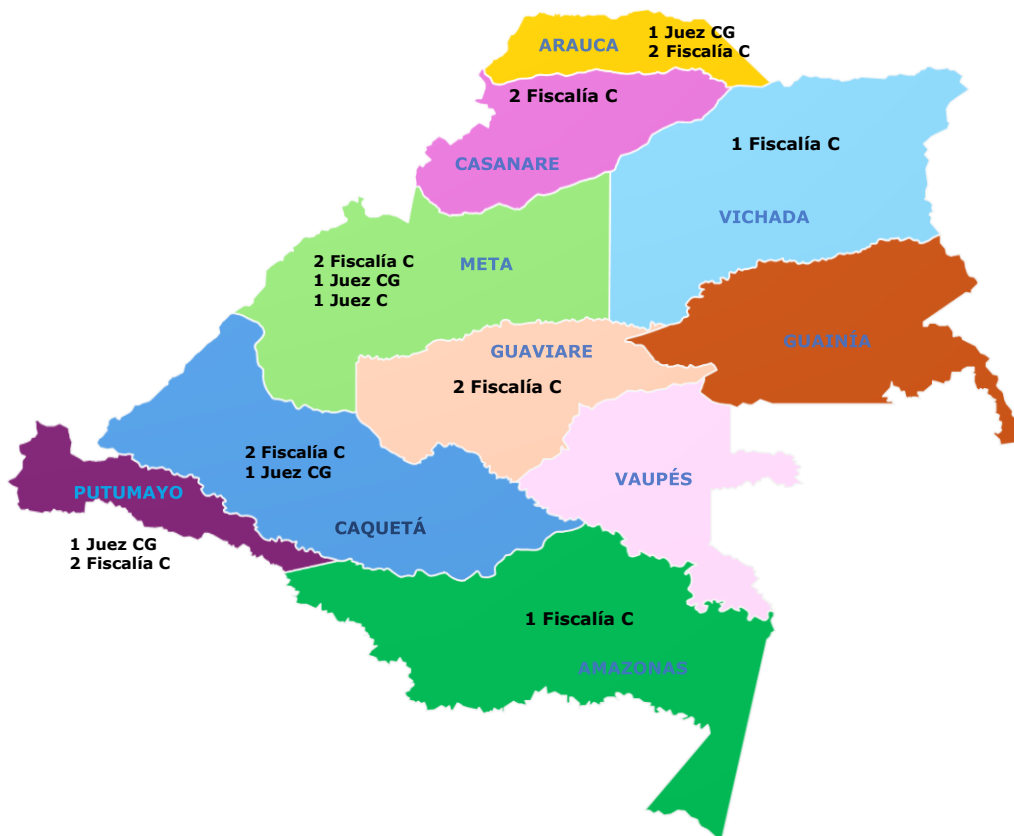 ARAUCA
1 Juez CG
2 Fiscalía C
2 Fiscalía C
CASANARE
1 Fiscalía C
VICHADA
2 Fiscalía C
1 Juez CG
1 Juez C
META
GUAVIARE
2 Fiscalía C
GUAINÍA
2 Fiscalía C
1 Juez CG
CAQUETÁ
VAUPÉS
PUTUMAYO
1 Juez CG
2 Fiscalía C
1 Fiscalía C
AMAZONAS